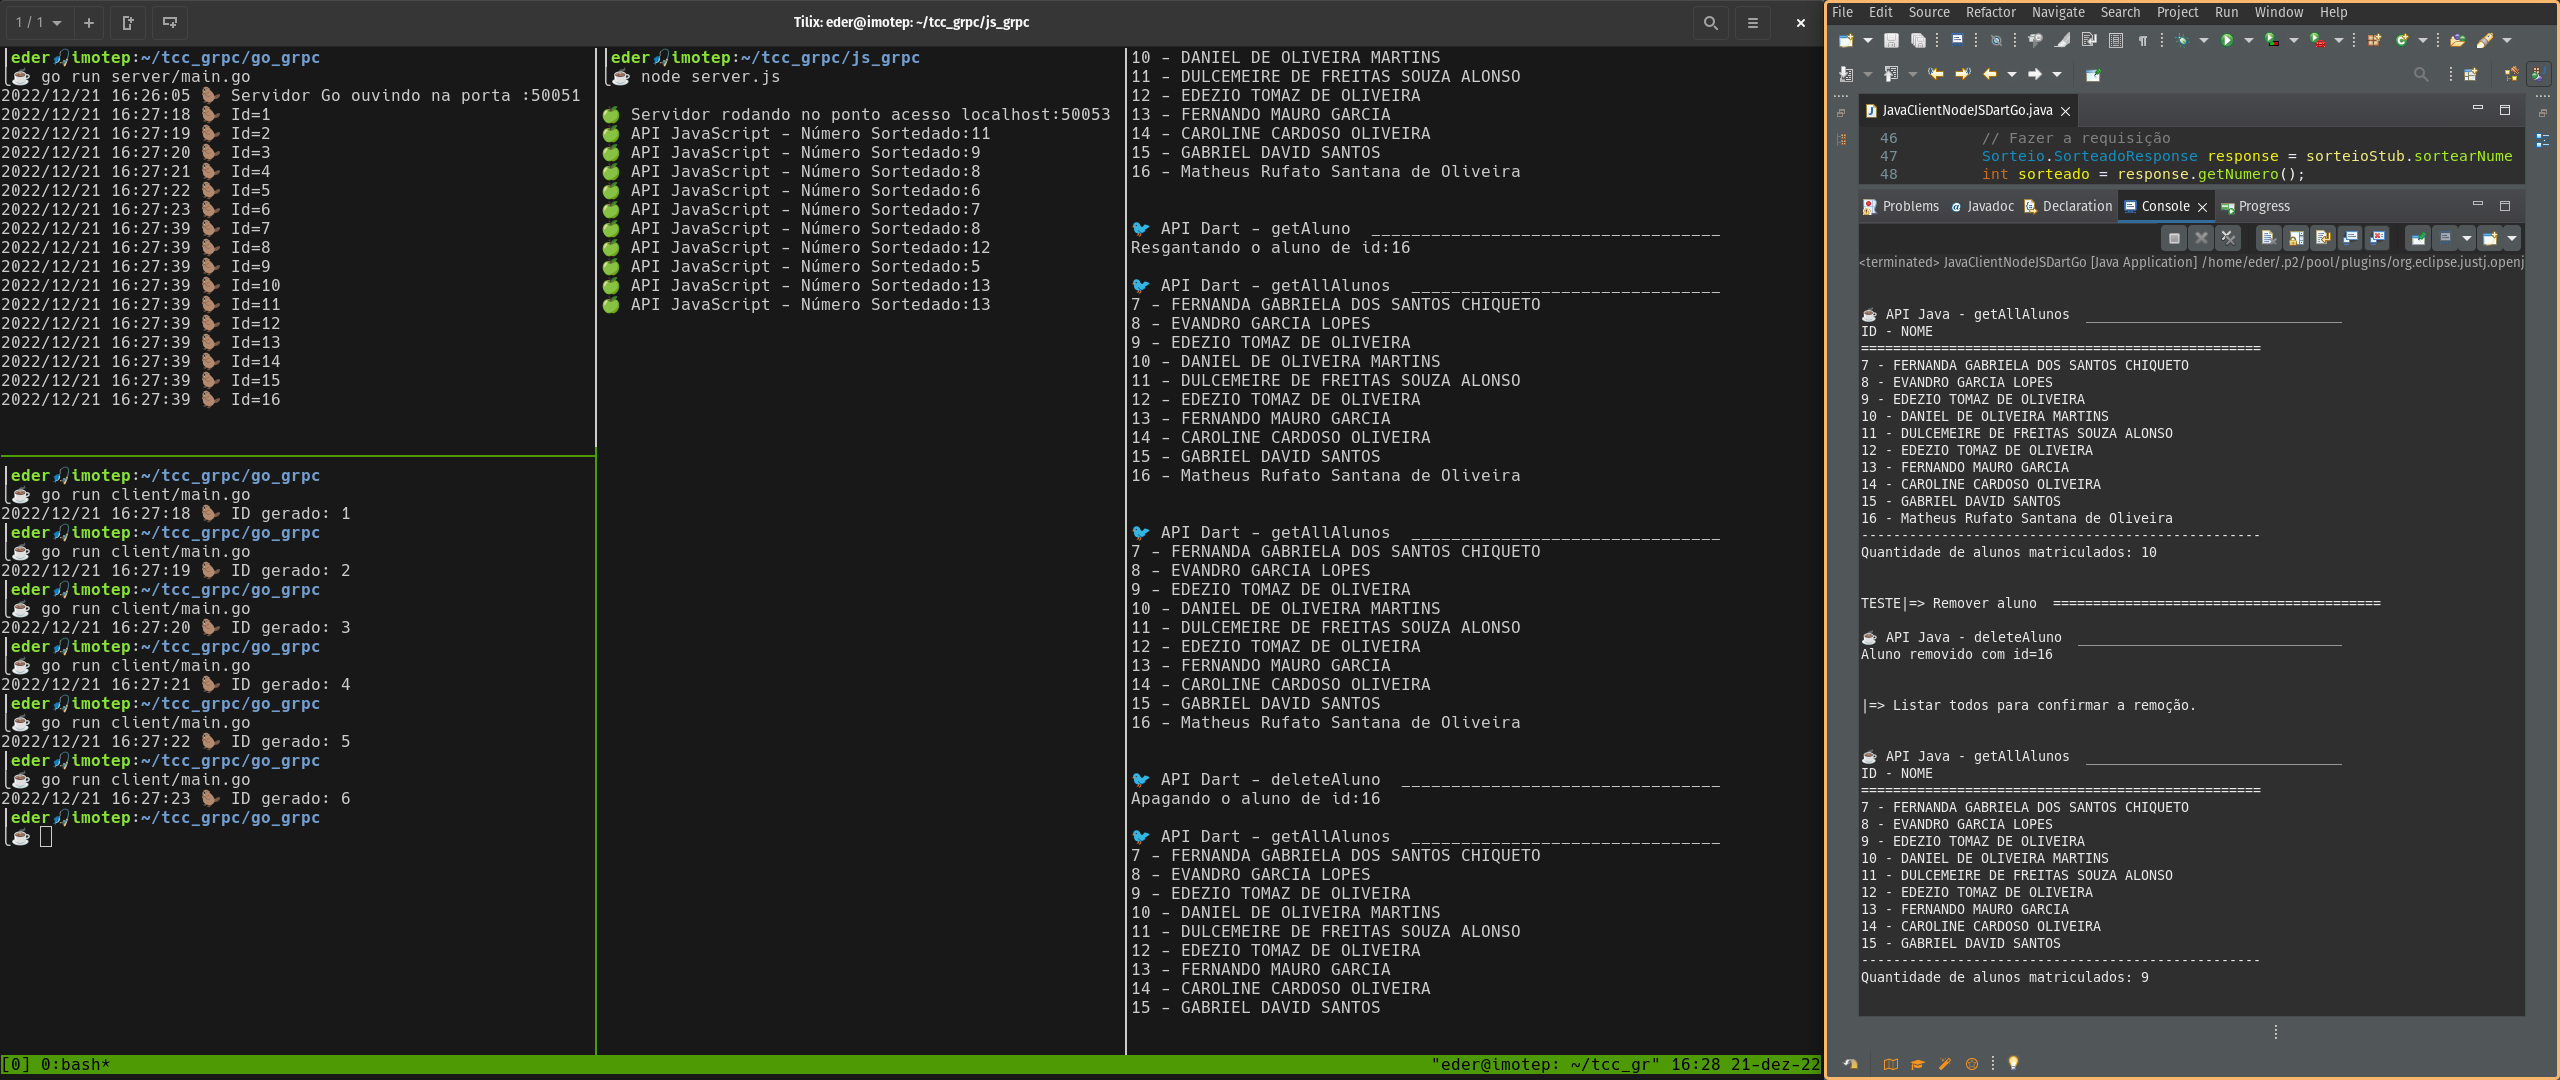 1 / 1
Tilix: eder@imotep: ~/tcc_grpc/js_grpc
eder imotep:~/tcc_grpc/go_grpc
go run server/main.go
2022/12/21 16:26:05 Servidor Go ouvindo na porta :50051
2022/12/21 16:27:18 Id=1
2022/12/21 16:27:19 Id=2
2022/12/21 16:27:20 Id=3
2022/12/21 16:27:21 Id=4
2022/12/21 16:27:22 Id=5
2022/12/21 16:27:23 Id=6
2022/12/21 16:27:39 Id=7
2022/12/21 16:27:39 Id=8
2022/12/21 16:27:39 Id=9
2022/12/21 16:27:39 Id=10
2022/12/21 16:27:39 Id=11
2022/12/21 16:27:39 Id=12
2022/12/21 16:27:39 Id=13
2022/12/21 16:27:39 Id=14
2022/12/21 16:27:39 Id=15
2022/12/21 16:27:39 Id=16
eder imotep:~/tcc_grpc/go_grpc
go run client/main.go
2022/12/21 16:27:18 ID gerado: 1
eder imotep:~/tcc_grpc/go_grpc
go run client/main.go
2022/12/21 16:27:19 ID gerado: 2
eder imotep:~/tcc_grpc/go_grpc
go run client/main.go
2022/12/21 16:27:20 ID gerado: 3
eder imotep:~/tcc_grpc/go_grpc
go run client/main.go
2022/12/21 16:27:21 ID gerado: 4
eder imotep:~/tcc_grpc/go_grpc
go run client/main.go
2022/12/21 16:27:22 ID gerado: 5
eder imotep:~/tcc_grpc/go_grpc
go run client/main.go
2022/12/21 16:27:23 ID gerado: 6
eder imotep:~/tcc_grpc/go_grpc
eder imotep:~/tcc_grpc/js_grpc
node server.js
Servidor rodando no ponto acesso localhost:50053
API JavaScript - Número Sortedado:11
API JavaScript - Número Sortedado:9
API JavaScript - Número Sortedado:8
API JavaScript - Número Sortedado:6
API JavaScript - Número Sortedado:7
API JavaScript - Número Sortedado:8
API JavaScript - Número Sortedado:12
API JavaScript - Número Sortedado:5
API JavaScript - Número Sortedado:13
API JavaScript - Número Sortedado:13
10 - DANIEL DE OLIVEIRA MARTINS
11 - DULCEMEIRE DE FREITAS SOUZA ALONSO
12 - EDEZIO TOMAZ DE OLIVEIRA
13 - FERNANDO MAURO GARCIA
14 - CAROLINE CARDOSO OLIVEIRA
15 - GABRIEL DAVID SANTOS
16 - Matheus Rufato Santana de Oliveira
API Dart - getAluno ___________________________________
Resgantando o aluno de id:16
API Dart - getAllAlunos _______________________________
7 - FERNANDA GABRIELA DOS SANTOS CHIQUETO
8 - EVANDRO GARCIA LOPES
9 - EDEZIO TOMAZ DE OLIVEIRA
10 - DANIEL DE OLIVEIRA MARTINS
11 - DULCEMEIRE DE FREITAS SOUZA ALONSO
12 - EDEZIO TOMAZ DE OLIVEIRA
13 - FERNANDO MAURO GARCIA
14 - CAROLINE CARDOSO OLIVEIRA
15 - GABRIEL DAVID SANTOS
16 - Matheus Rufato Santana de Oliveira
API Dart - getAllAlunos _______________________________
7 - FERNANDA GABRIELA DOS SANTOS CHIQUETO
8 - EVANDRO GARCIA LOPES
9 - EDEZIO TOMAZ DE OLIVEIRA
10 - DANIEL DE OLIVEIRA MARTINS
11 - DULCEMEIRE DE FREITAS SOUZA ALONSO
12 - EDEZIO TOMAZ DE OLIVEIRA
13 - FERNANDO MAURO GARCIA
14 - CAROLINE CARDOSO OLIVEIRA
15 - GABRIEL DAVID SANTOS
16 - Matheus Rufato Santana de Oliveira
API Dart - deleteAluno ________________________________
Apagando o aluno de id:16
API Dart - getAllAlunos _______________________________
7 - FERNANDA GABRIELA DOS SANTOS CHIQUETO
8 - EVANDRO GARCIA LOPES
9 - EDEZIO TOMAZ DE OLIVEIRA
10 - DANIEL DE OLIVEIRA MARTINS
11 - DULCEMEIRE DE FREITAS SOUZA ALONSO
12 - EDEZIO TOMAZ DE OLIVEIRA
13 - FERNANDO MAURO GARCIA
14 - CAROLINE CARDOSO OLIVEIRA
15 - GABRIEL DAVID SANTOS
[0] 0:bash*
"eder@imotep: ~/tcc_gr" 16:28 21-dez-22
File Edit Source Refactor Navigate Search Project Run Window Help
JavaClientNodeJSDartGo.java
46 // Fazer a requisição
47 Sorteio.SorteadoResponse response = sorteioStub.sortearNume
48 int sorteado = response.getNumero();
Problems Javadoc Declaration Console Progress
<terminated> JavaClientNodeJSDartGo [Java Application] /home/eder/.p2/pool/plugins/org.eclipse.justj.openj
API Java - getAllAlunos ________________________________
ID - NOME
==================================================
7 - FERNANDA GABRIELA DOS SANTOS CHIQUETO
8 - EVANDRO GARCIA LOPES
9 - EDEZIO TOMAZ DE OLIVEIRA
10 - DANIEL DE OLIVEIRA MARTINS
11 - DULCEMEIRE DE FREITAS SOUZA ALONSO
12 - EDEZIO TOMAZ DE OLIVEIRA
13 - FERNANDO MAURO GARCIA
14 - CAROLINE CARDOSO OLIVEIRA
15 - GABRIEL DAVID SANTOS
16 - Matheus Rufato Santana de Oliveira
--------------------------------------------------
Quantidade de alunos matriculados: 10
TESTE|=> Remover aluno =========================================
API Java - deleteAluno _________________________________
Aluno removido com id=16
|=> Listar todos para confirmar a remoção.
API Java - getAllAlunos ________________________________
ID - NOME
==================================================
7 - FERNANDA GABRIELA DOS SANTOS CHIQUETO
8 - EVANDRO GARCIA LOPES
9 - EDEZIO TOMAZ DE OLIVEIRA
10 - DANIEL DE OLIVEIRA MARTINS
11 - DULCEMEIRE DE FREITAS SOUZA ALONSO
12 - EDEZIO TOMAZ DE OLIVEIRA
13 - FERNANDO MAURO GARCIA
14 - CAROLINE CARDOSO OLIVEIRA
15 - GABRIEL DAVID SANTOS
--------------------------------------------------
Quantidade de alunos matriculados: 9